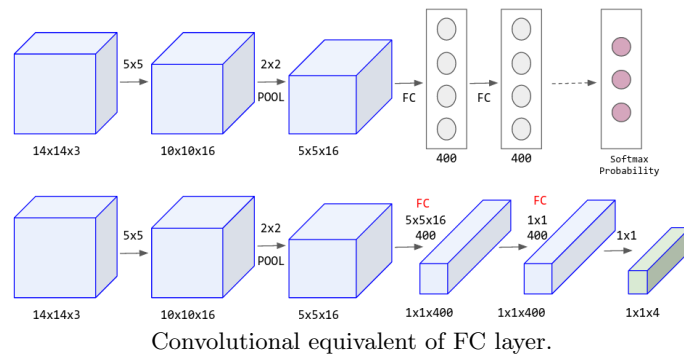 5x5
2x2
POOL
FC
FC
14x14x3
10x10x16
5x5x16
400
400
Softmax
Probability
5x5
2x2
POOL
FC
5x5x16
400
FC
1x1
400
1x1
14x14x3
10x10x16
5x5x16
1x1x400
1x1x400
1x1x4
Convolutional equivalent of FC layer.